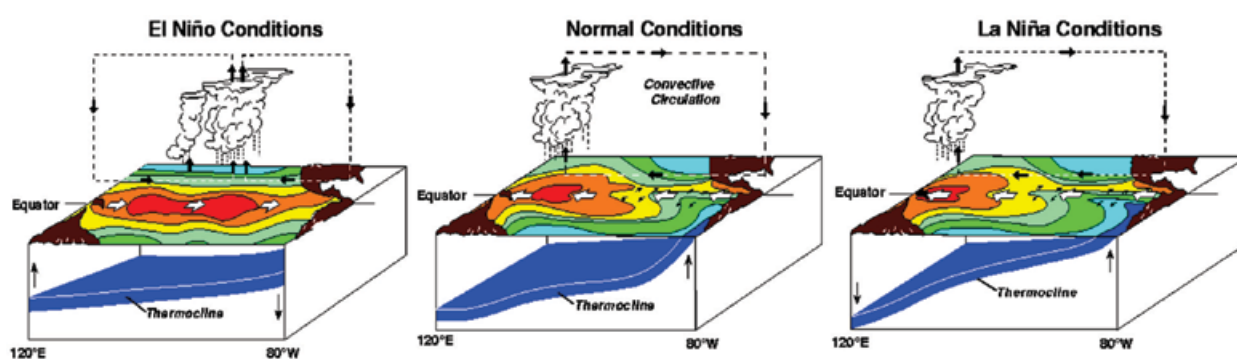 El Niño Conditions
Equator
Thermocline
120°E
80°W
Normal Conditions
Convective
Circulation
Equator
Thermocline
120°E
80°W
La Niña Conditions
Equator
Thermocline
120°E
80°W